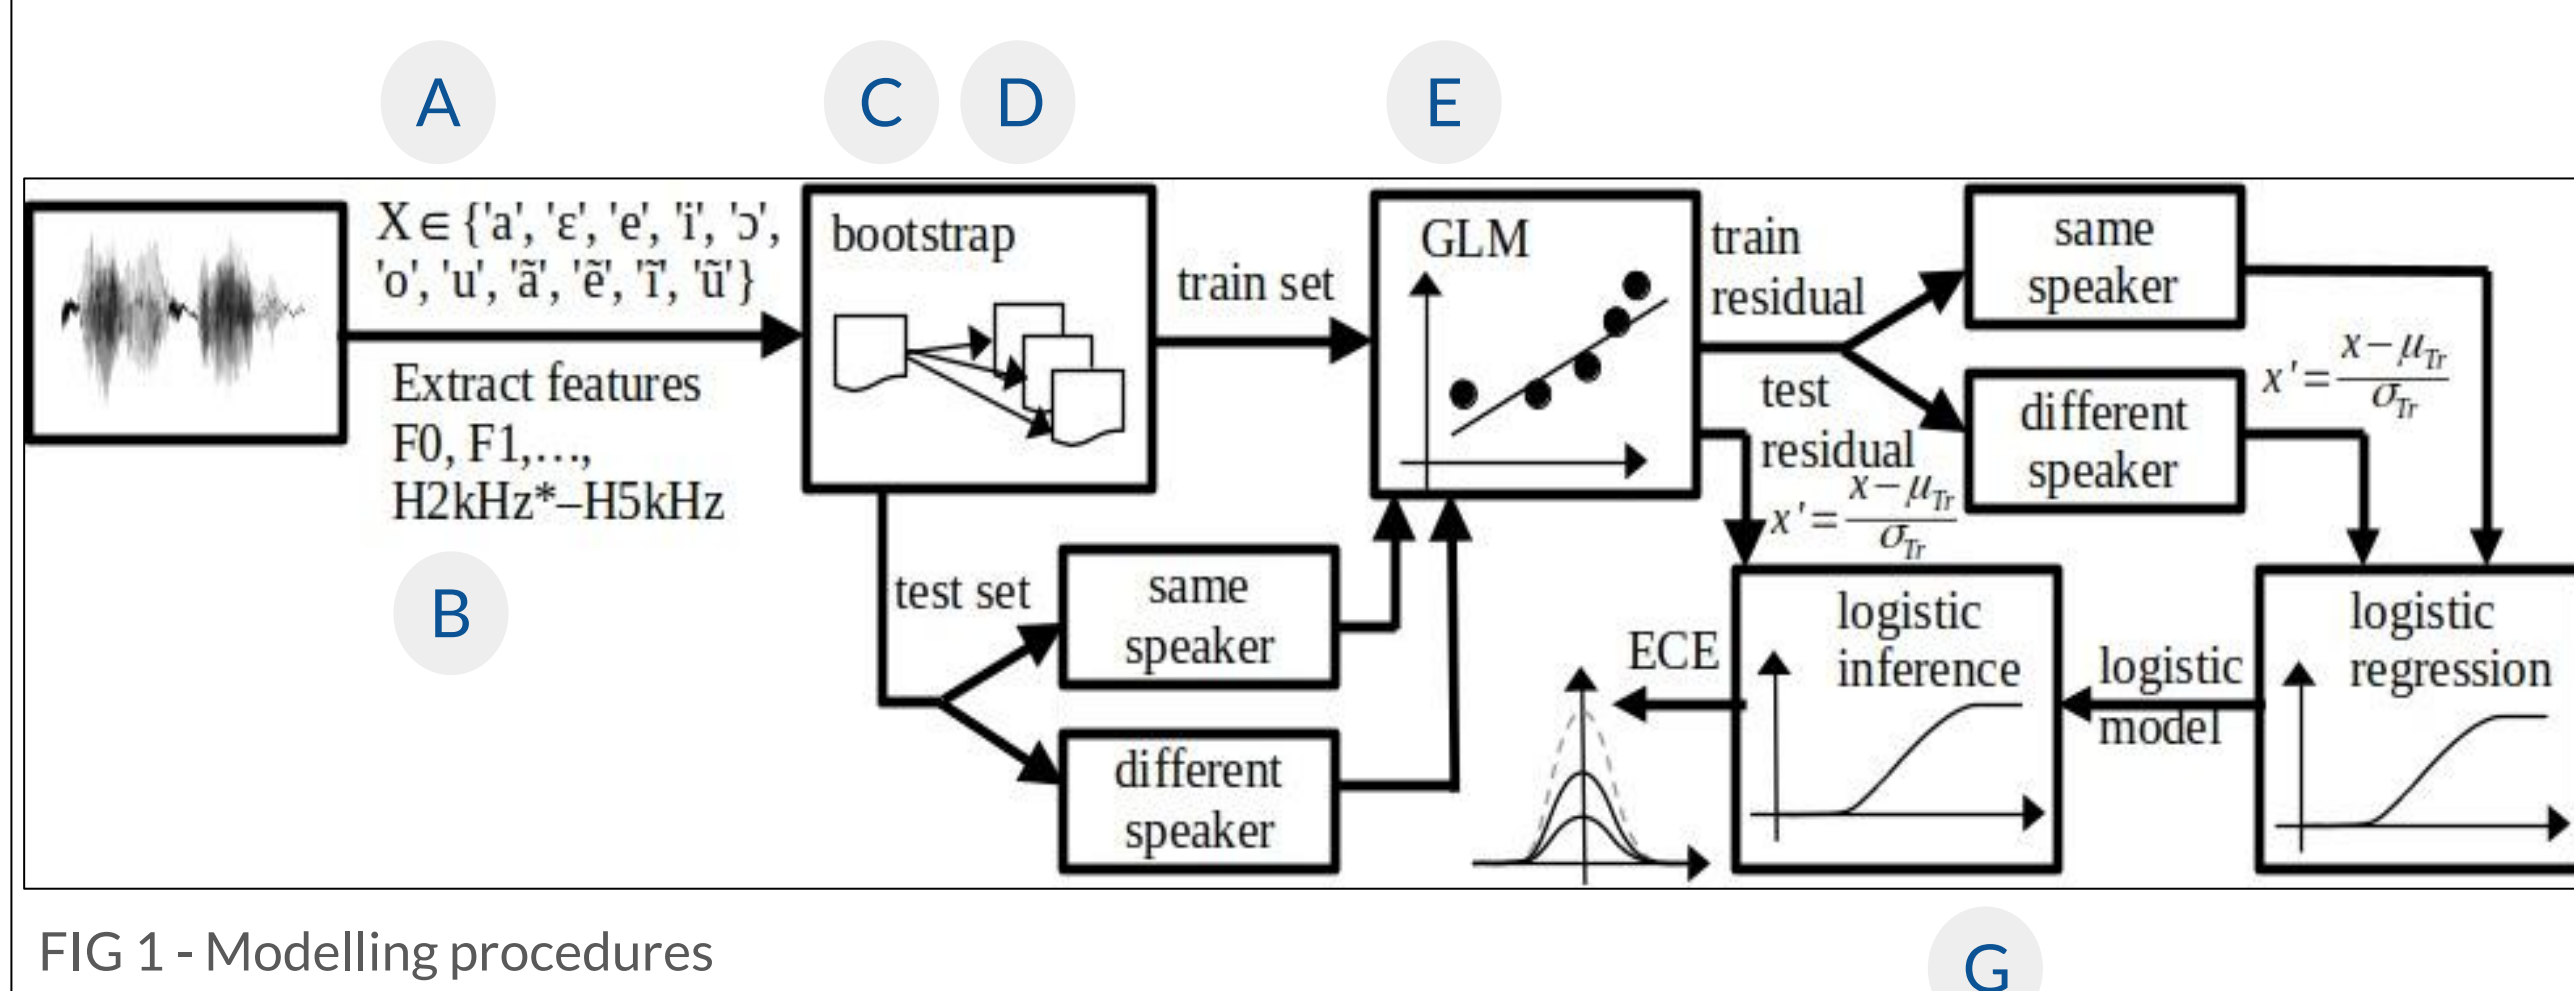 A
C
D
E
X ∈ {'a', 'ɛ', 'e', 'i', 'ɔ',
'o', 'u', 'ã', 'ẽ', 'ĩ', 'ũ'}
Extract features
F0, F1,…,
H2kHz*–H5kHz
B
bootstrap
train set
test set
same
speaker
different
speaker
GLM
train
residual
test
residual
x' = (x − μTr) / σTr
same
speaker
different
speaker
x' = (x − μTr) / σTr
logistic
regression
logistic
model
logistic
inference
ECE
FIG 1 - Modelling procedures
G